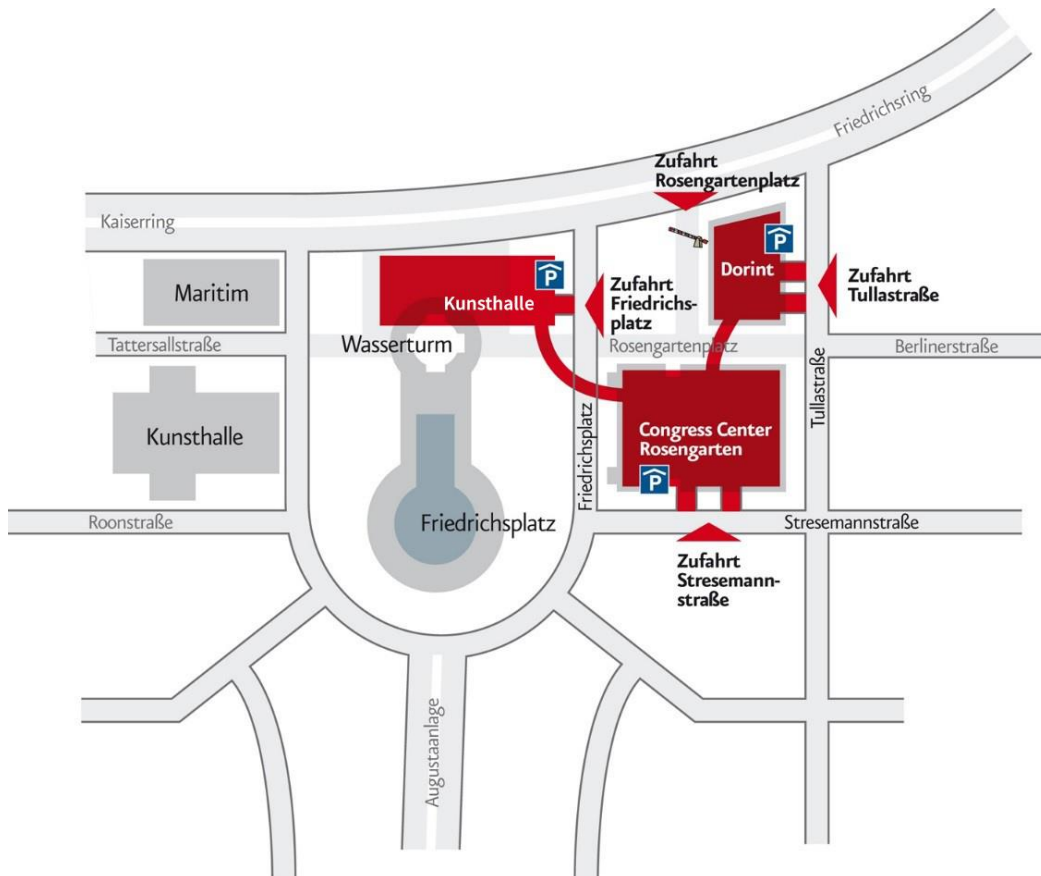 Friedrichsring
Zufahrt
Rosengartenplatz
Kaiserring
P
Dorint
Zufahrt
Tullastraße
Maritim
P
Kunsthalle
Zufahrt
Friedrichs-
platz
Tattersallstraße
Wasserturm
Rosengartenplatz
Berlinerstraße
Tullastraße
Kunsthalle
Friedrichsplatz
Congress Center
Rosengarten
P
Roonstraße
Friedrichsplatz
Stresemannstraße
Zufahrt
Stresemann-
straße
Augustaanlage